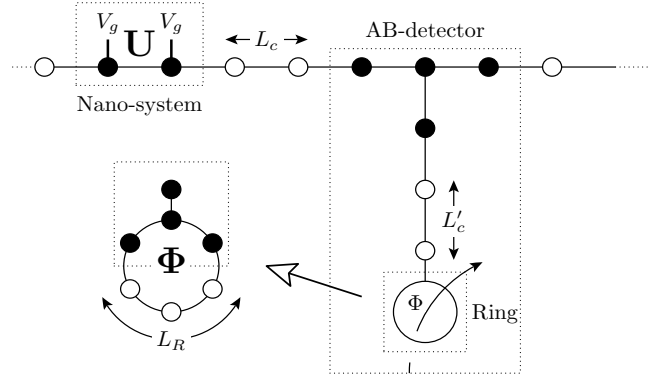 V_g V_g
U
L_c
AB-detector
Nano-system
L'_c
Φ
Φ
Ring
L_R